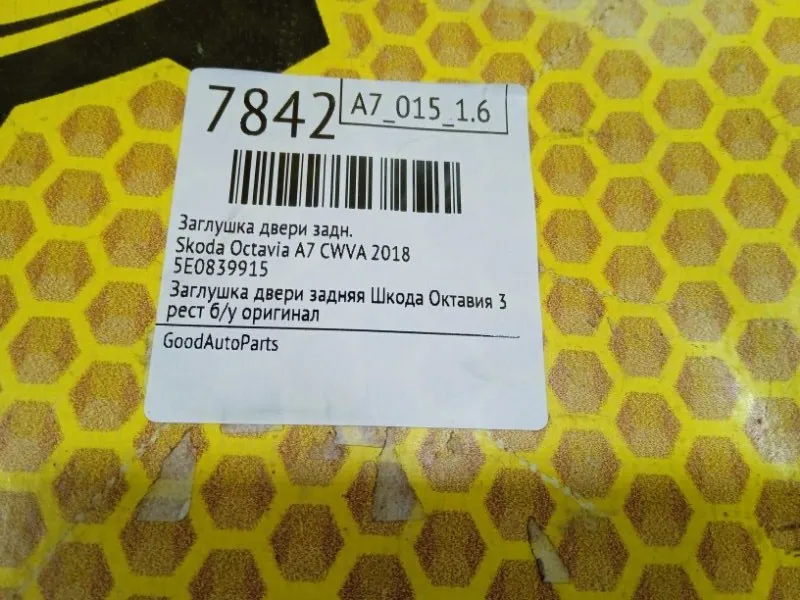 7842
A7_015_1.6
Заглушка двери задн.
Skoda Octavia A7 CWVA 2018
5E0839915
Заглушка двери задняя Шкода Октавия 3
рест б/у оригинал
GoodAutoParts